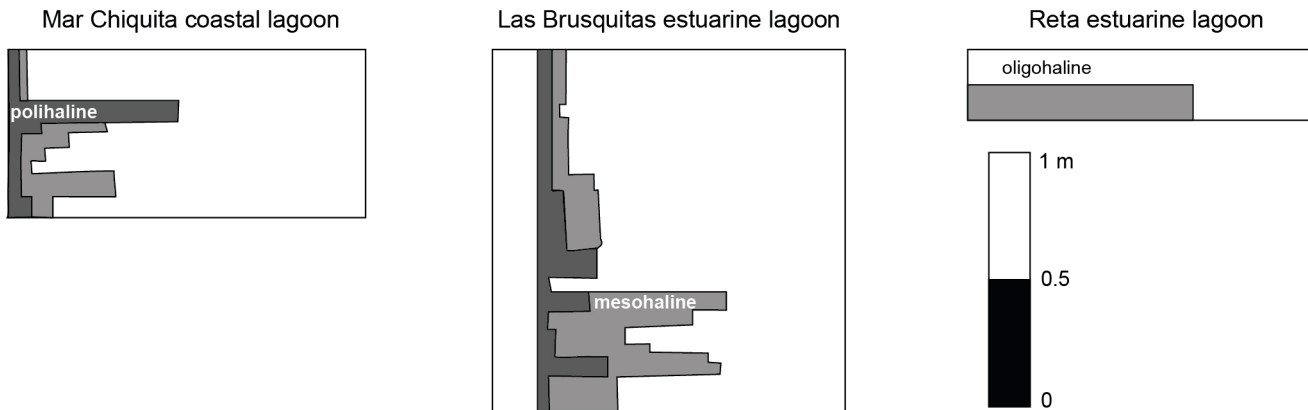 Mar Chiquita coastal lagoon
Las Brusquitas estuarine lagoon
Reta estuarine lagoon
polihaline
mesohaline
oligohaline
1 m
0.5
0